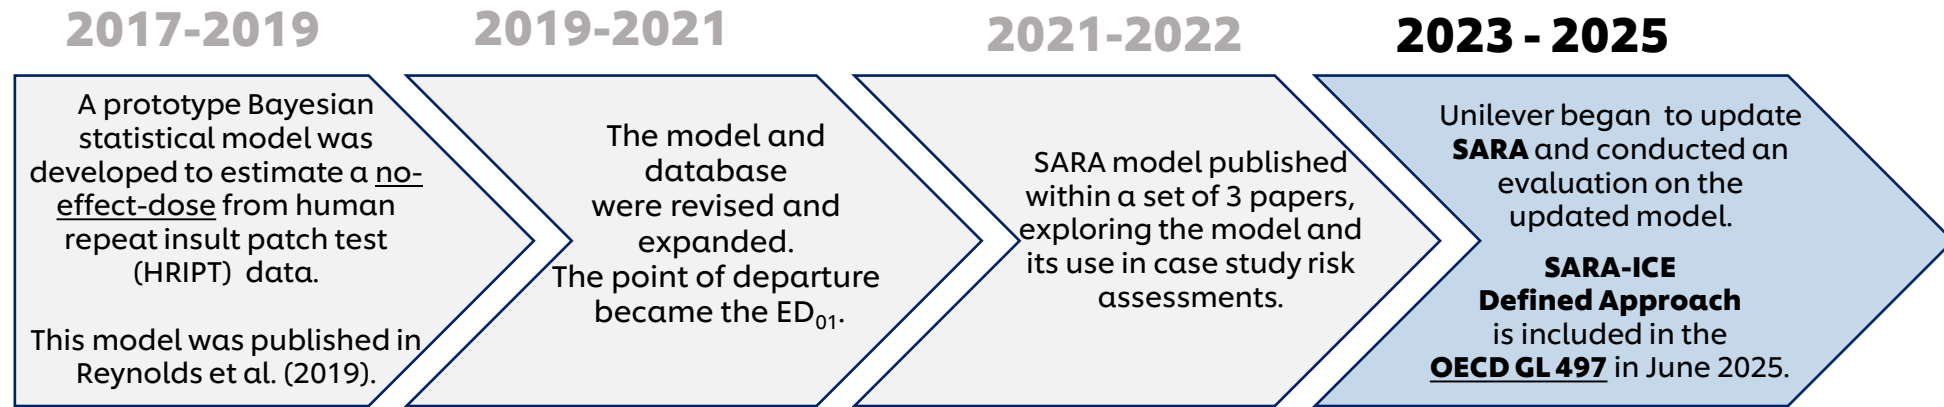 2017-2019
A prototype Bayesian
statistical model was
developed to estimate a no-
effect-dose from human
repeat insult patch test
(HRIPT) data.
This model was published in
Reynolds et al. (2019).
2019-2021
The model and
database
were revised and
expanded.
The point of departure
became the ED01.
2021-2022
SARA model published
within a set of 3 papers,
exploring the model and
its use in case study risk
assessments.
2023 - 2025
Unilever began to update
SARA and conducted an
evaluation on the
updated model.
SARA-ICE
Defined Approach
is included in the
OECD GL 497 in June 2025.